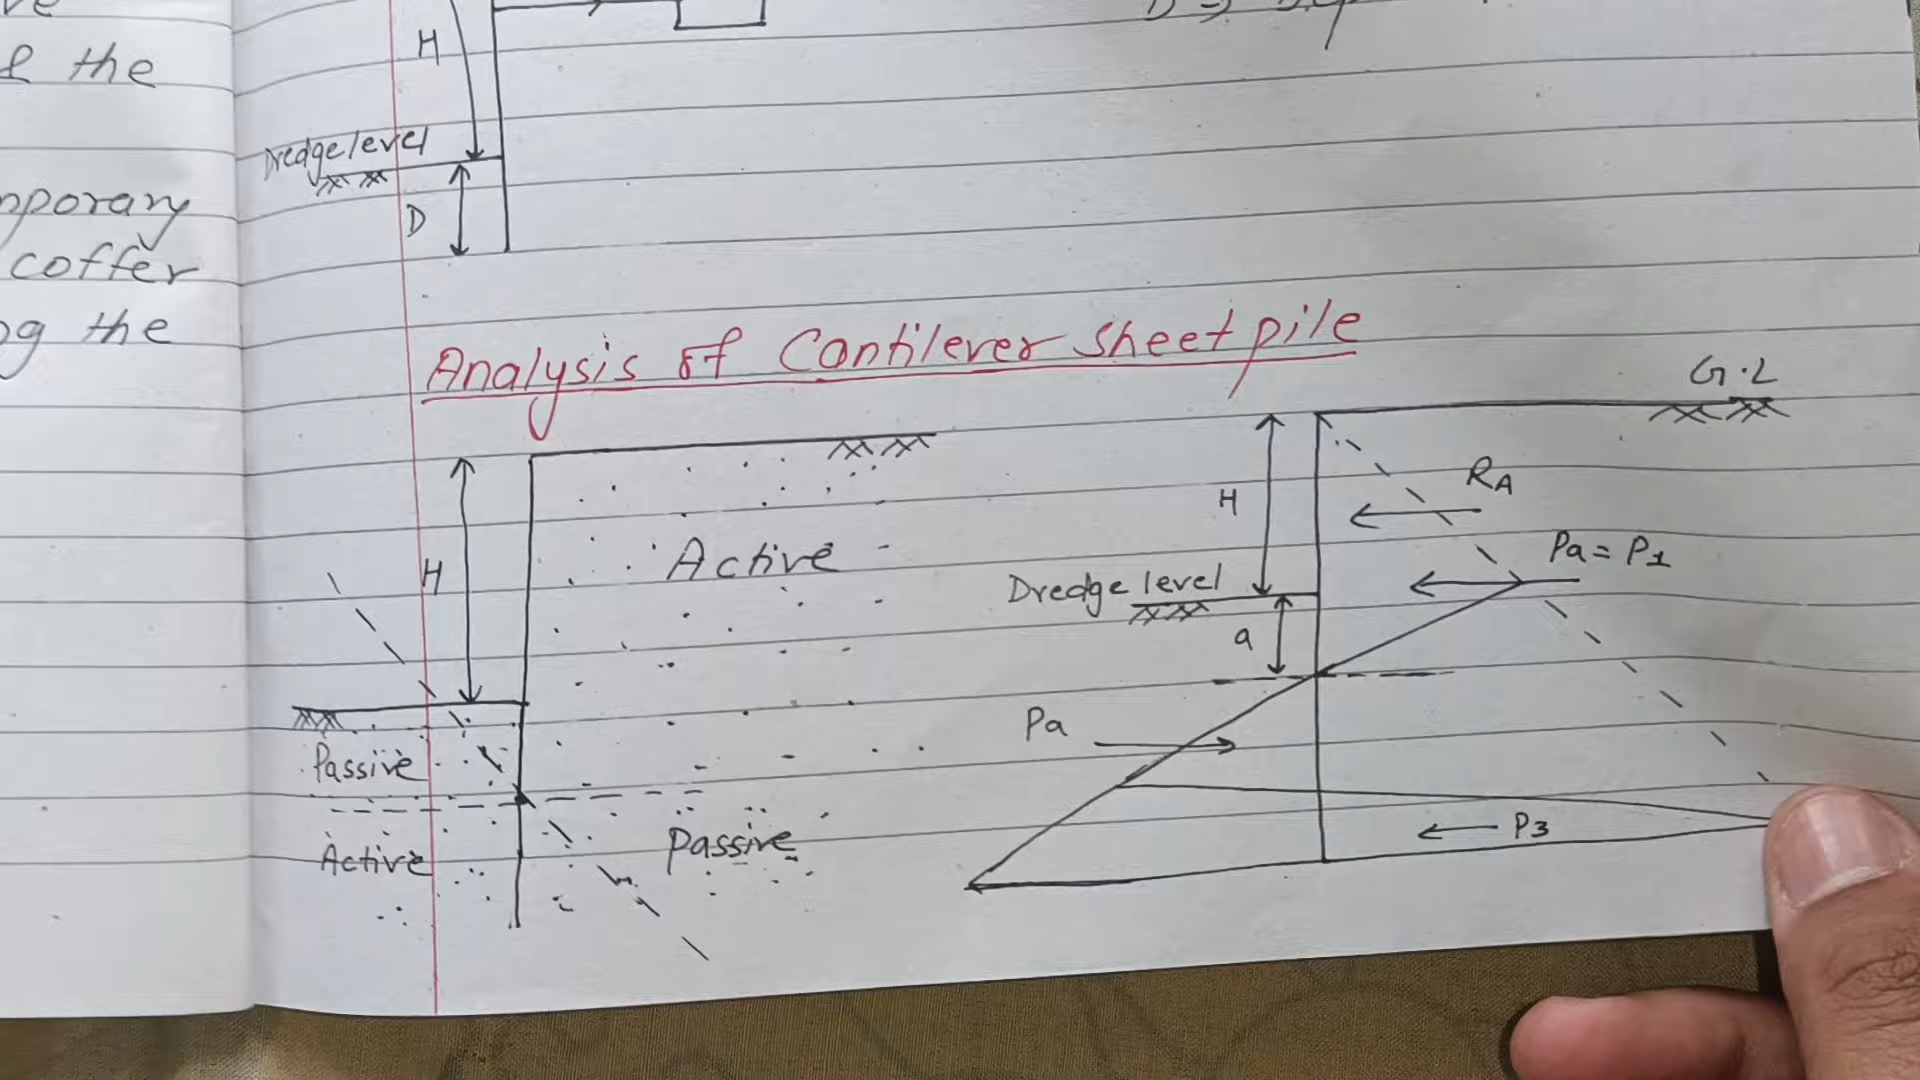 the
mporary
coffer
the
H
Dredge level
D
Analysis of Cantilever sheet pile
H
Active
Passive
Active
Passive
G.L
H
RA
Pa = P1
Dredge level
a
Pa
P3